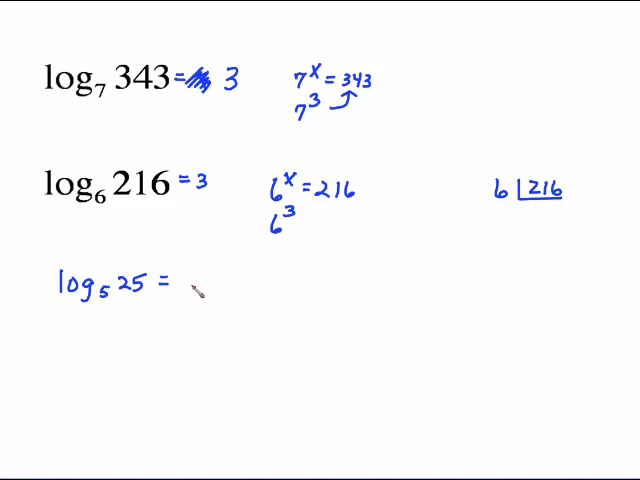 log₇ 343 = 3 7ˣ = 343
7³
log₆ 216 = 3 6ˣ = 216 6 216
6³
log₅ 25 =